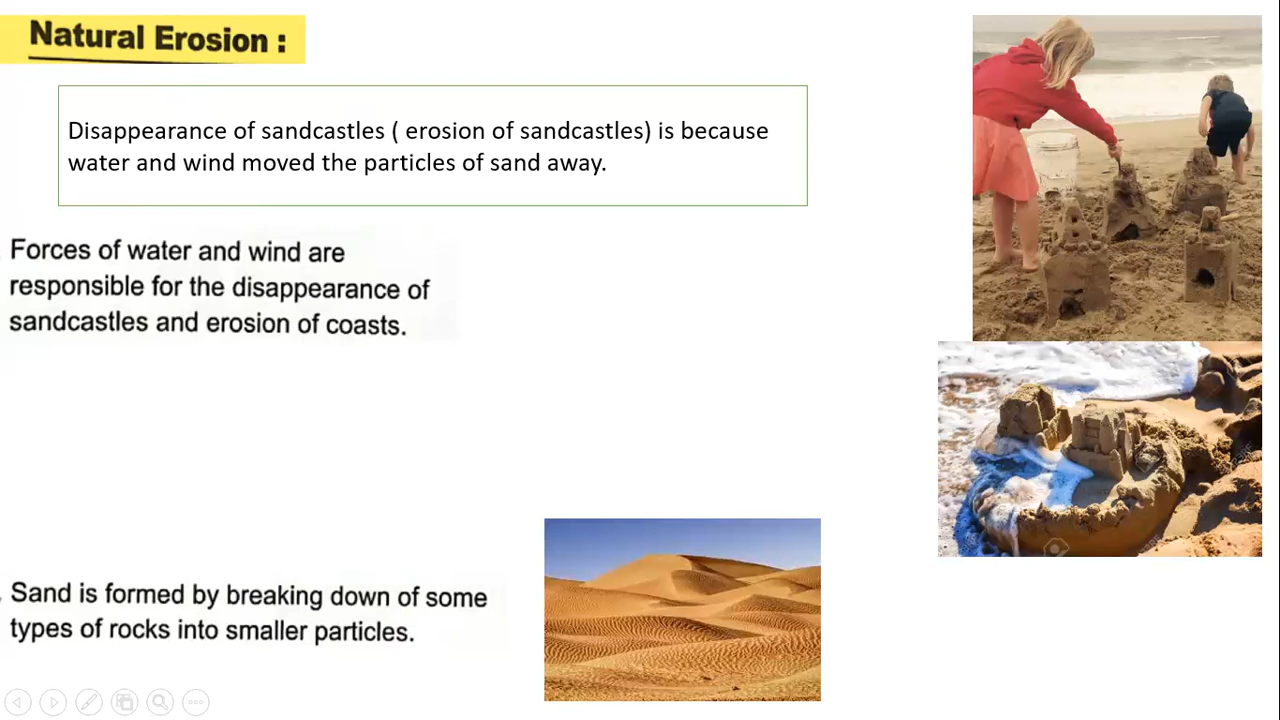 Natural Erosion :
Disappearance of sandcastles ( erosion of sandcastles) is because
water and wind moved the particles of sand away.
Forces of water and wind are
responsible for the disappearance of
sandcastles and erosion of coasts.
Sand is formed by breaking down of some
types of rocks into smaller particles.